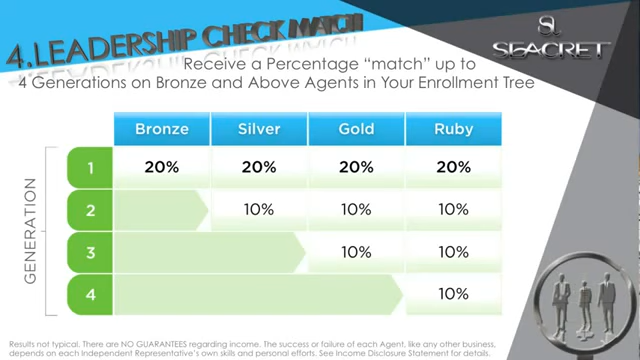 4. LEADERSHIP CHECK MATCH
SEACRET
Receive a Percentage “match” up to
4 Generations on Bronze and Above Agents in Your Enrollment Tree
Bronze Silver Gold Ruby
GENERATION
1 20% 20% 20% 20%
2 10% 10% 10%
3 10% 10%
4 10%
Results not typical. There are NO GUARANTEES regarding income. The success or failure of each Agent, like any other business,
depends on each Independent Representative's own skills and personal efforts. See Income Disclosure Statement for details.